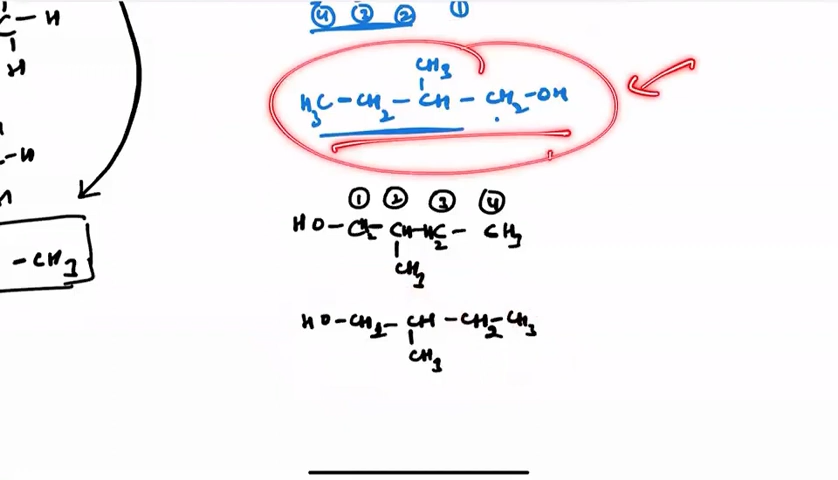 ④ ③ ② ①
C–H
H
CH₃
H₃C–CH₂–CH–CH₂–OH
–H
① ② ③ ④
HO–CH₂–CH–H₂C–CH₃
CH₃
–CH₃
HO–CH₂–CH–CH₂–CH₃
CH₃